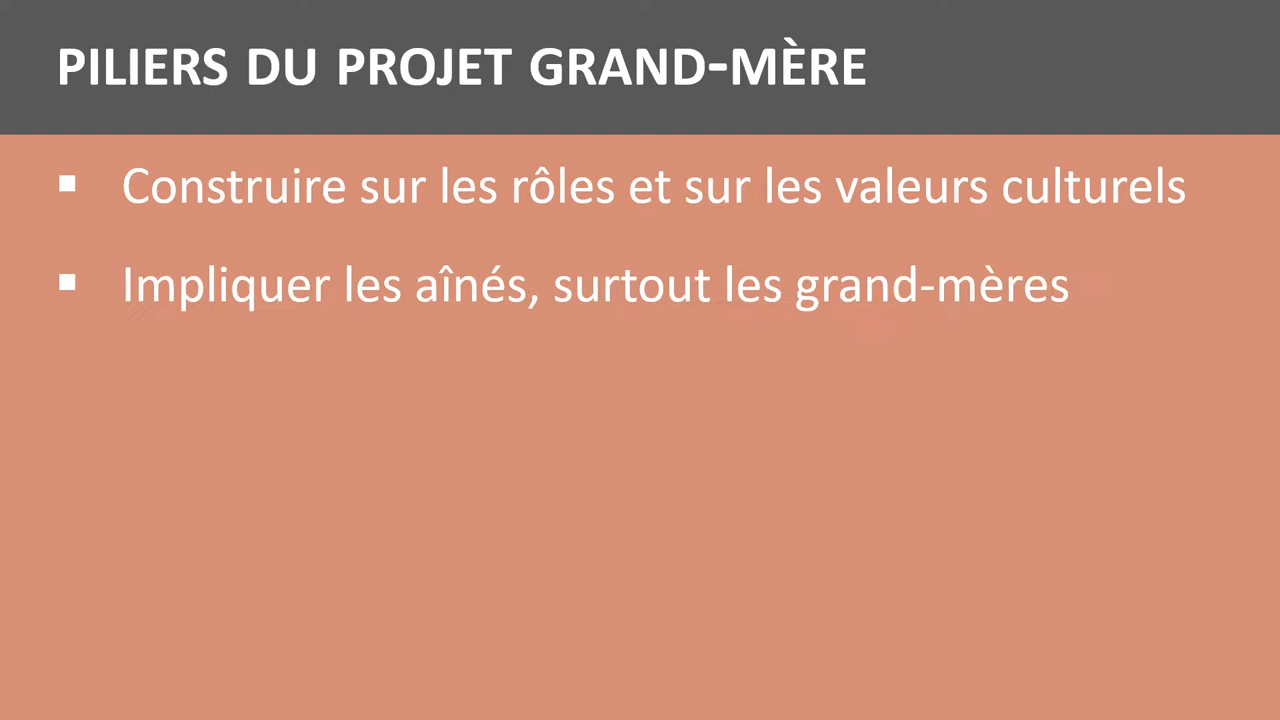 PILIERS DU PROJET GRAND-MÈRE
▪ Construire sur les rôles et sur les valeurs culturels
▪ Impliquer les aînés, surtout les grand-mères